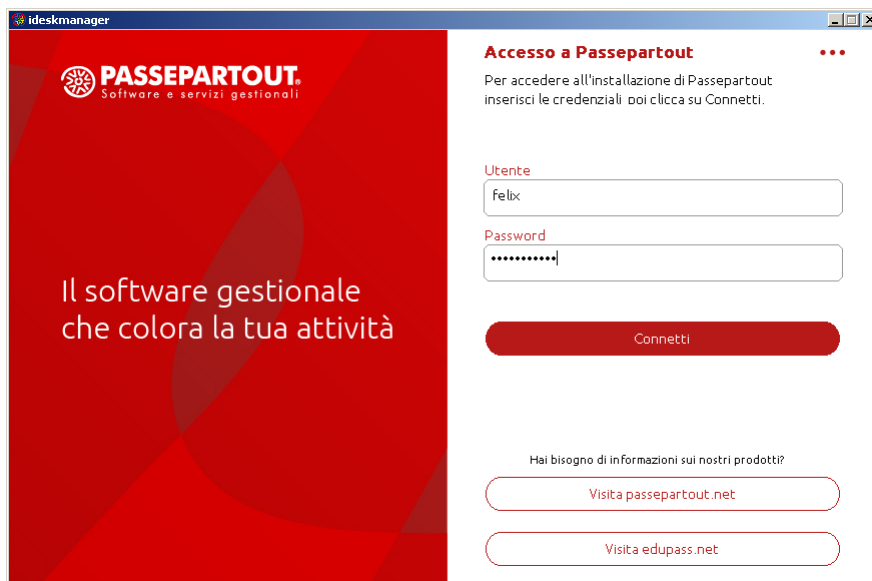 ideskmanager
PASSEPARTOUT®
Software e servizi gestionali
Il software gestionale
che colora la tua attività
Accesso a Passepartout
Per accedere all'installazione di Passepartout
inserisci le credenziali poi clicca su Connetti.
Utente
felix
Password
•••••••••••
Connetti
Hai bisogno di informazioni sui nostri prodotti?
Visita passepartout.net
Visita edupass.net